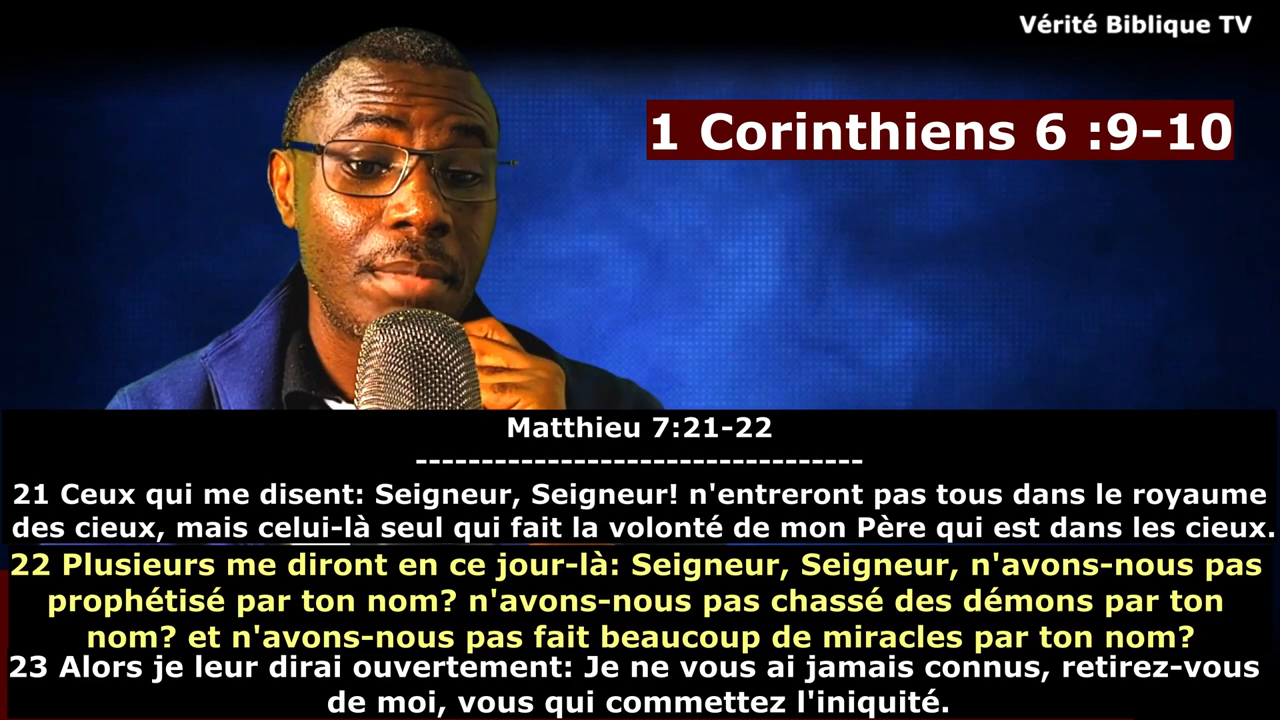 Vérité Biblique TV
1 Corinthiens 6 :9-10
Matthieu 7:21-22
----------------------------------
21 Ceux qui me disent: Seigneur, Seigneur! n'entreront pas tous dans le royaume
des cieux, mais celui-là seul qui fait la volonté de mon Père qui est dans les cieux.
22 Plusieurs me diront en ce jour-là: Seigneur, Seigneur, n'avons-nous pas
prophétisé par ton nom? n'avons-nous pas chassé des démons par ton
nom? et n'avons-nous pas fait beaucoup de miracles par ton nom?
23 Alors je leur dirai ouvertement: Je ne vous ai jamais connus, retirez-vous
de moi, vous qui commettez l'iniquité.